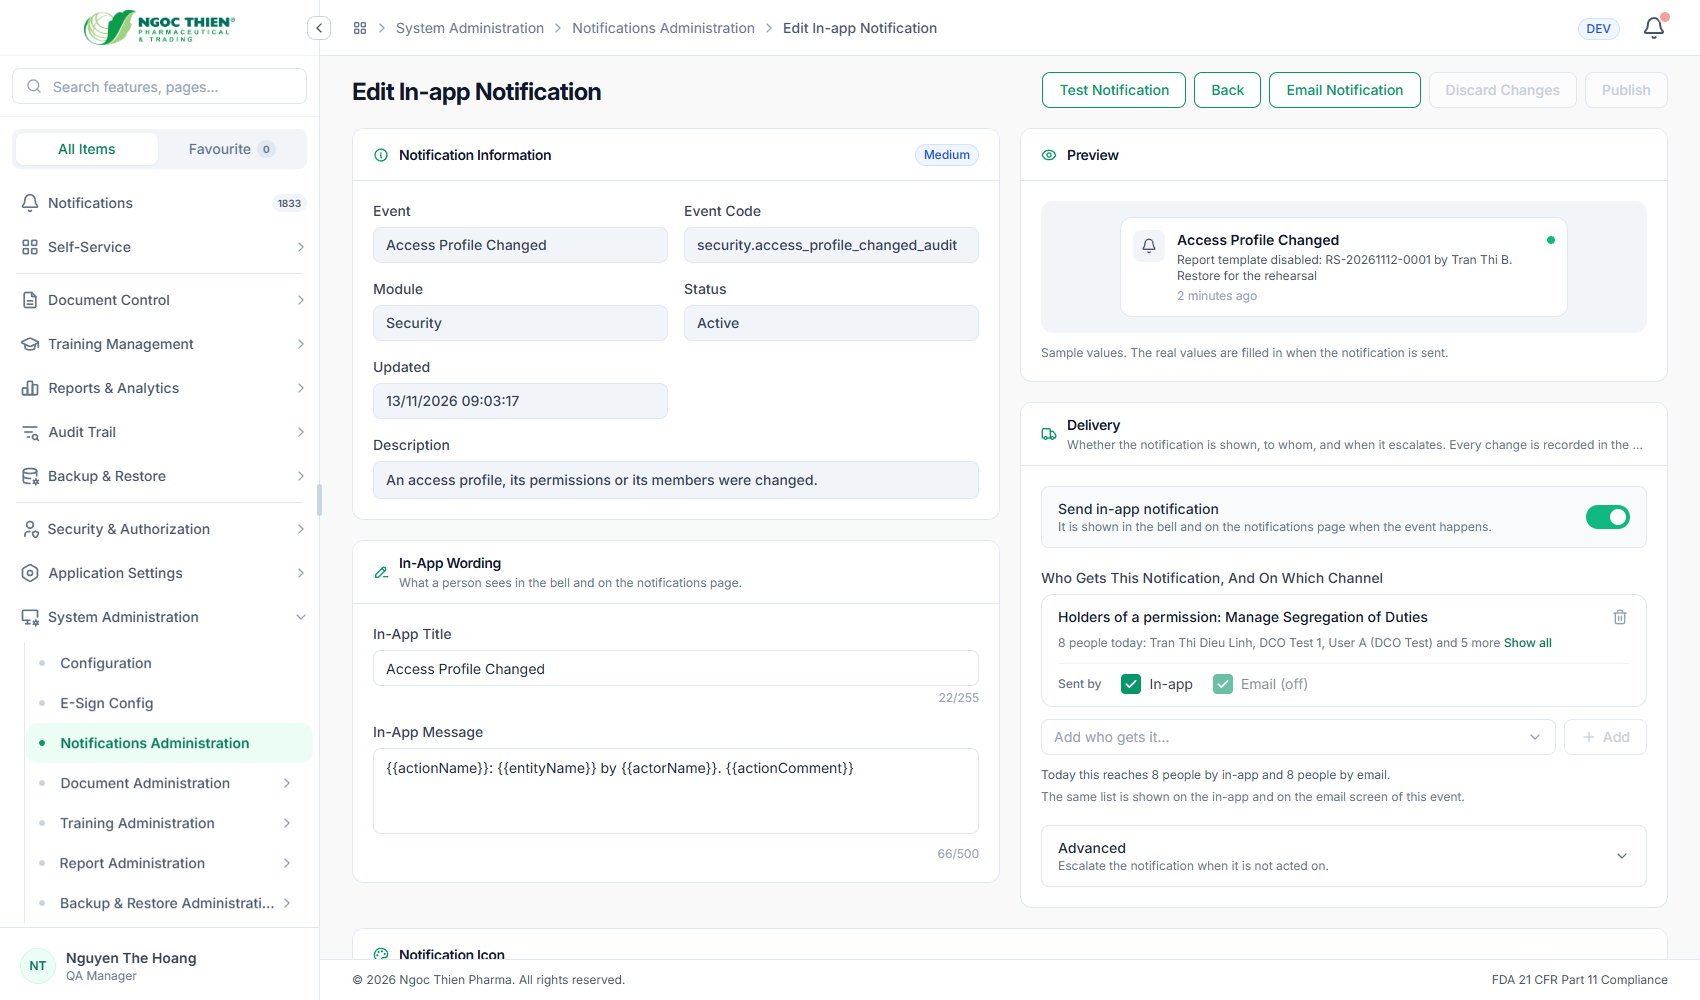 NGOC THIEN®
PHARMACEUTICAL
& TRADING
Search features, pages...
All Items
Favourite 0
Notifications 1833
Self-Service
Document Control
Training Management
Reports & Analytics
Audit Trail
Backup & Restore
Security & Authorization
Application Settings
System Administration
Configuration
E-Sign Config
Notifications Administration
Document Administration
Training Administration
Report Administration
Backup & Restore Administrati...
NT
Nguyen The Hoang
QA Manager
System Administration > Notifications Administration > Edit In-app Notification
DEV
Edit In-app Notification
Test Notification
Back
Email Notification
Discard Changes
Publish
Notification Information
Medium
Event
Access Profile Changed
Event Code
security.access_profile_changed_audit
Module
Security
Status
Active
Updated
13/11/2026 09:03:17
Description
An access profile, its permissions or its members were changed.
In-App Wording
What a person sees in the bell and on the notifications page.
In-App Title
Access Profile Changed
22/255
In-App Message
{{actionName}}: {{entityName}} by {{actorName}}. {{actionComment}}
66/500
Preview
Access Profile Changed
Report template disabled: RS-20261112-0001 by Tran Thi B.
Restore for the rehearsal
2 minutes ago
Sample values. The real values are filled in when the notification is sent.
Delivery
Whether the notification is shown, to whom, and when it escalates. Every change is recorded in the ...
Send in-app notification
It is shown in the bell and on the notifications page when the event happens.
Who Gets This Notification, And On Which Channel
Holders of a permission: Manage Segregation of Duties
8 people today: Tran Thi Dieu Linh, DCO Test 1, User A (DCO Test) and 5 more Show all
Sent by
In-app
Email (off)
Add who gets it...
+ Add
Today this reaches 8 people by in-app and 8 people by email.
The same list is shown on the in-app and on the email screen of this event.
Advanced
Escalate the notification when it is not acted on.
Notification Icon
© 2026 Ngoc Thien Pharma. All rights reserved.
FDA 21 CFR Part 11 Compliance